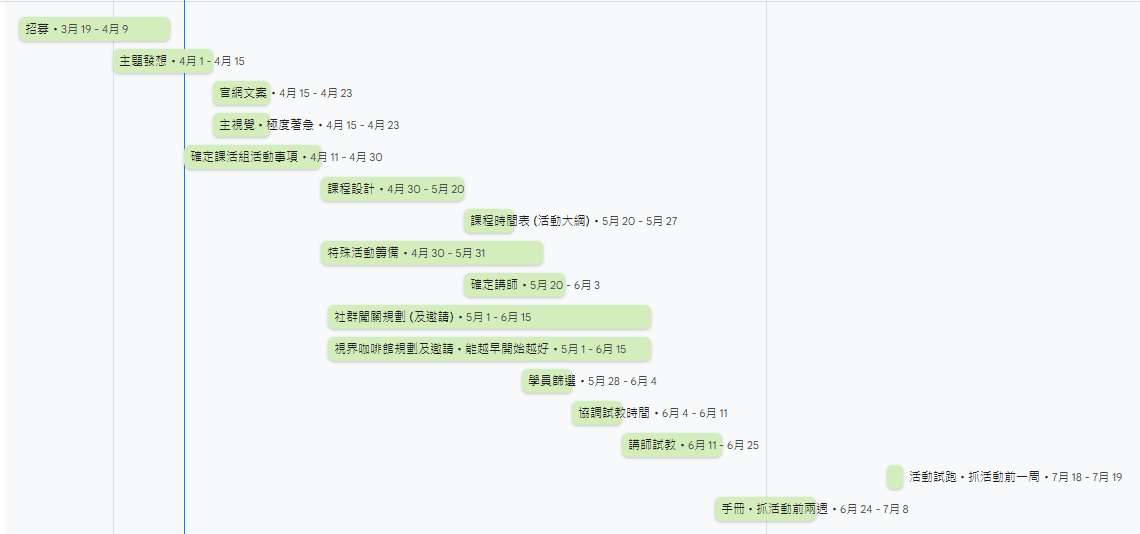 招募 • 3月 19 - 4月 9
主題發想 • 4月 1 - 4月 15
官網文案 • 4月 15 - 4月 23
主視覺 • 極度著急 • 4月 15 - 4月 23
確定課活組活動事項 • 4月 11 - 4月 30
課程設計 • 4月 30 - 5月 20
課程時間表 (活動大綱) • 5月 20 - 5月 27
特殊活動籌備 • 4月 30 - 5月 31
確定講師 • 5月 20 - 6月 3
社群闖關規劃 (及邀請) • 5月 1 - 6月 15
視界咖啡館規劃及邀請 • 能越早開始越好 • 5月 1 - 6月 15
學員篩選 • 5月 28 - 6月 4
協調試教時間 • 6月 4 - 6月 11
講師試教 • 6月 11 - 6月 25
活動試跑 • 抓活動前一周 • 7月 18 - 7月 19
手冊 • 抓活動前兩週 • 6月 24 - 7月 8